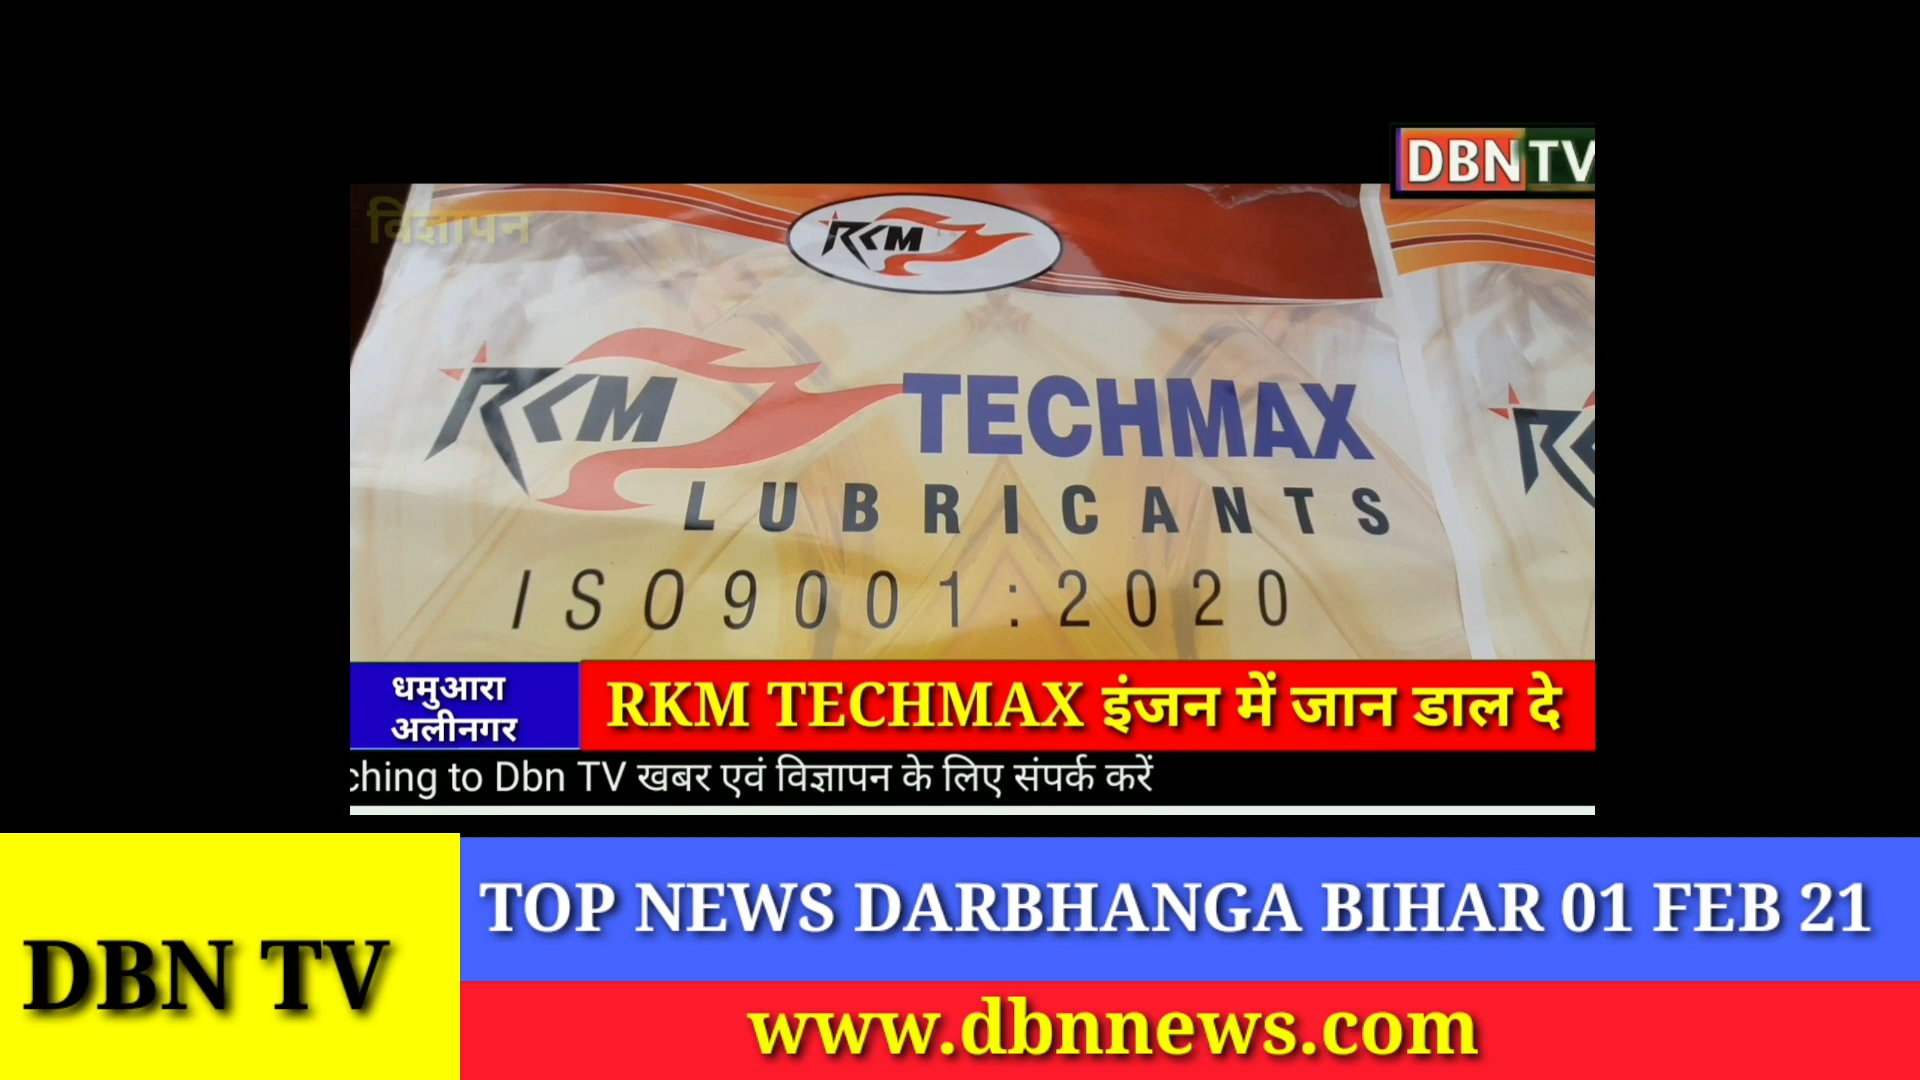 DBN TV
विज्ञापन
RKM
RKM TECHMAX
LUBRICANTS
ISO9001:2020
धमुआरा
अलीनगर
RKM TECHMAX इंजन में जान डाल दे
ching to Dbn TV खबर एवं विज्ञापन के लिए संपर्क करें
TOP NEWS DARBHANGA BIHAR 01 FEB 21
DBN TV
www.dbnnews.com